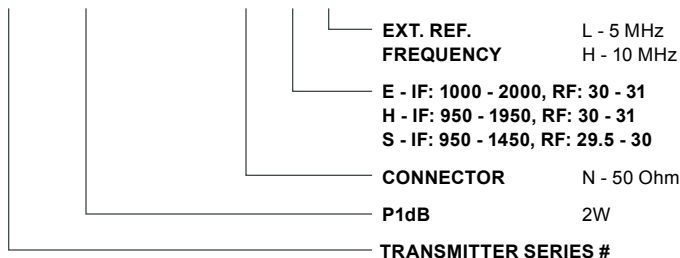 EXT. REF. L - 5 MHz
FREQUENCY H - 10 MHz
E - IF: 1000 - 2000, RF: 30 - 31
H - IF: 950 - 1950, RF: 30 - 31
S - IF: 950 - 1450, RF: 29.5 - 30
CONNECTOR N - 50 Ohm
P1dB 2W
TRANSMITTER SERIES #